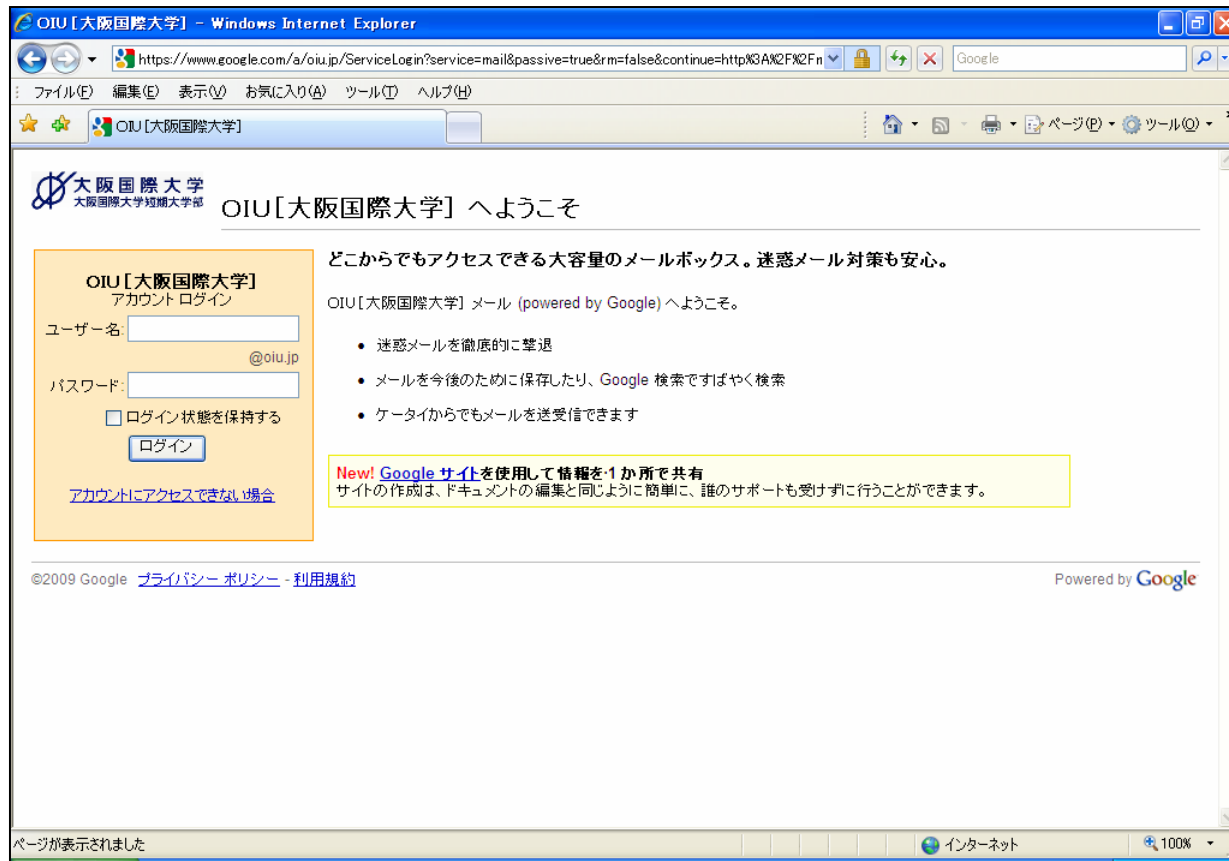 OIU [大阪国際大学] - Windows Internet Explorer
https://www.google.com/a/oiu.jp/ServiceLogin?service=mail&passive=true&rm=false&continue=http%3A%2F%2Fm
Google
ファイル(F) 編集(E) 表示(V) お気に入り(A) ツール(T) ヘルプ(H)
OIU [大阪国際大学]
ページ(P) ツール(O)
大阪国際大学
大阪国際大学短期大学部
OIU[大阪国際大学] へようこそ
OIU [大阪国際大学]
アカウント ログイン
ユーザー名:
@oiu.jp
パスワード:
ログイン状態を保持する
ログイン
アカウントにアクセスできない場合
どこからでもアクセスできる大容量のメールボックス。迷惑メール対策も安心。
OIU[大阪国際大学] メール (powered by Google) へようこそ。
• 迷惑メールを徹底的に撃退
• メールを今後のために保存したり、Google 検索ですばやく検索
• ケータイからでもメールを送受信できます
New! Google サイトを使用して情報を 1 か所で共有
サイトの作成は、ドキュメントの編集と同じように簡単に、誰のサポートも受けずに行うことができます。
©2009 Google プライバシー ポリシー - 利用規約
Powered by Google
ページが表示されました
インターネット
100%